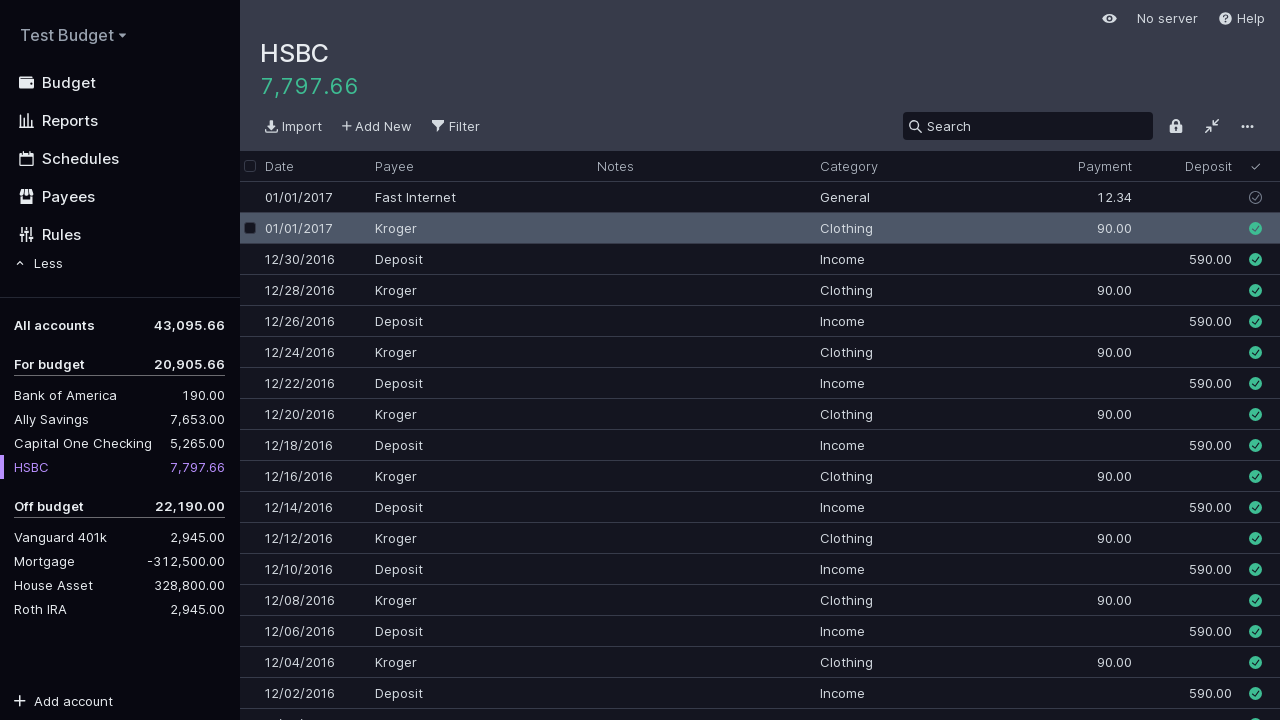 Test Budget
Budget
Reports
Schedules
Payees
Rules
Less
All accounts 43,095.66
For budget 20,905.66
Bank of America 190.00
Ally Savings 7,653.00
Capital One Checking 5,265.00
HSBC 7,797.66
Off budget 22,190.00
Vanguard 401k 2,945.00
Mortgage -312,500.00
House Asset 328,800.00
Roth IRA 2,945.00
Add account
No server Help
HSBC
7,797.66
Import Add New Filter Search
Date Payee Notes Category Payment Deposit
01/01/2017 Fast Internet General 12.34
01/01/2017 Kroger Clothing 90.00
12/30/2016 Deposit Income 590.00
12/28/2016 Kroger Clothing 90.00
12/26/2016 Deposit Income 590.00
12/24/2016 Kroger Clothing 90.00
12/22/2016 Deposit Income 590.00
12/20/2016 Kroger Clothing 90.00
12/18/2016 Deposit Income 590.00
12/16/2016 Kroger Clothing 90.00
12/14/2016 Deposit Income 590.00
12/12/2016 Kroger Clothing 90.00
12/10/2016 Deposit Income 590.00
12/08/2016 Kroger Clothing 90.00
12/06/2016 Deposit Income 590.00
12/04/2016 Kroger Clothing 90.00
12/02/2016 Deposit Income 590.00